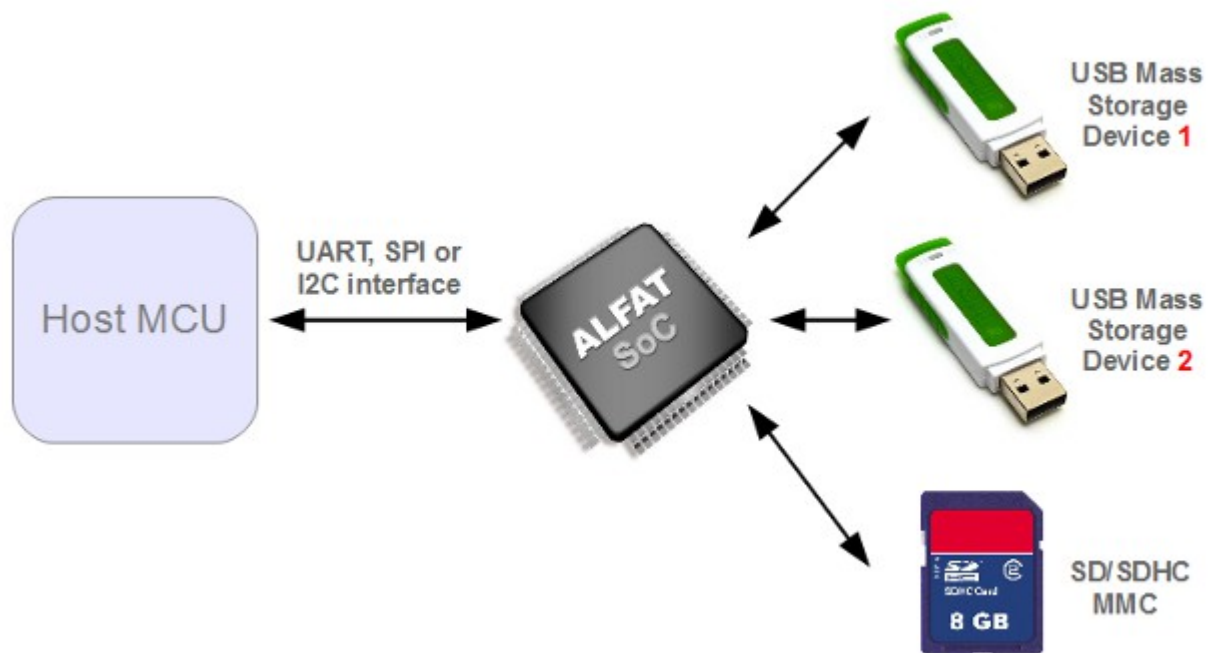 USB Mass
Storage
Device 1
UART, SPI or
I2C interface
Host MCU
ALFAT
SoC
USB Mass
Storage
Device 2
SDHC Card
8 GB
SD/SDHC
MMC